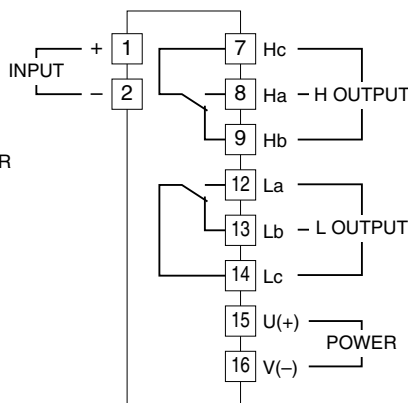 + 1
INPUT
− 2
R
7 Hc
8 Ha H OUTPUT
9 Hb
12 La
13 Lb L OUTPUT
14 Lc
15 U(+)
POWER
16 V(−)